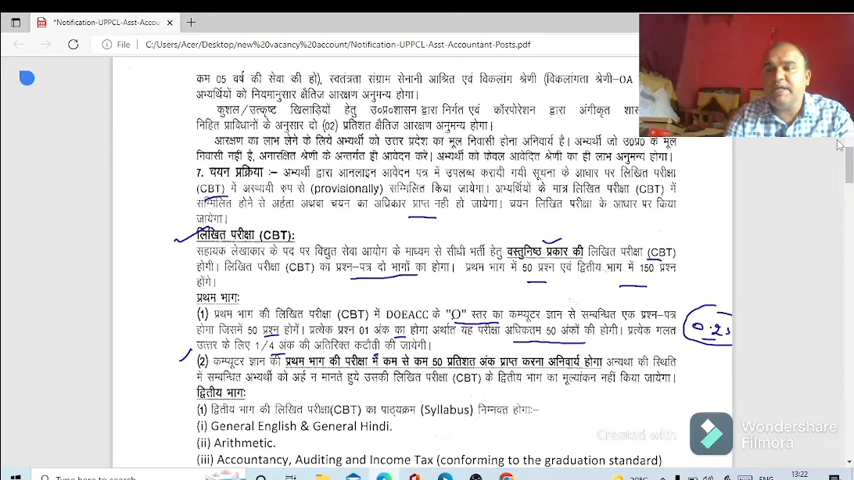 *Notification-UPPCL-Asst-Accoun
File
C:/Users/Acer/Desktop/new%20vacancy%20account/Notification-UPPCL-Asst-Accountant-Posts.pdf
कम 05 वर्ष की सेवा की हो), स्वतंत्रता संग्राम सेनानी आश्रित एवं विकलांग श्रेणी (विकलांगता श्रेणी-OA
अभ्यर्थियों को नियमानुसार क्षैतिज आरक्षण अनुमन्य होगा।
कुशल/उत्कृष्ट खिलाड़ियों हेतु उ०प्र०शासन द्वारा निर्गत एवं कॉरपोरेशन द्वारा अंगीकृत शास
निहित प्राविधानों के अनुसार दो (02) प्रतिशत क्षैतिज आरक्षण अनुमन्य होगा।
आरक्षण का लाभ लेने के लिये अभ्यर्थी को उत्तर प्रदेश का मूल निवासी होना अनिवार्य है। अभ्यर्थी जो उ0प्र0 के मूल
निवासी नहीं है, अनारक्षित श्रेणी के अन्तर्गत ही आवेदन करे। अभ्यर्थी को केवल आवेदित श्रेणी का ही लाभ अनुमन्य होगा।
7. चयन प्रक्रिया :- अभ्यर्थी द्वारा आनलाइन आवेदन पत्र में उपलब्ध करायी गयी सूचना के आधार पर लिखित परीक्षा
(CBT) में अस्थायी रुप से (provisionally) सम्मिलित किया जायेगा। अभ्यर्थियों के मात्र लिखित परीक्षा (CBT) में
सम्मिलित होने से अर्हता अथवा चयन का अधिकार प्राप्त नही हो जायेगा। चयन लिखित परीक्षा के आधार पर किया
जायेगा।
लिखित परीक्षा (CBT):
सहायक लेखाकार के पद पर विद्युत सेवा आयोग के माध्यम से सीधी भर्ती हेतु वस्तुनिष्ठ प्रकार की लिखित परीक्षा (CBT)
होगी। लिखित परीक्षा (CBT) का प्रश्न-पत्र दो भागों का होगा। प्रथम भाग में 50 प्रश्न एवं द्वितीय भाग में 150 प्रश्न
होंगे।
प्रथम भाग:
(1) प्रथम भाग की लिखित परीक्षा (CBT) में DOEACC के "O" स्तर का कम्प्यूटर ज्ञान से सम्बन्धित एक प्रश्न-पत्र
होगा जिसमें 50 प्रश्न होगें। प्रत्येक प्रश्न 01 अंक का होगा अर्थात यह परीक्षा अधिकतम 50 अंकों की होगी। प्रत्येक गलत
उत्तर के लिए 1/4 अंक की अतिरिक्त कटौती की जायेगी।
0.25
(2) कम्प्यूटर ज्ञान की प्रथम भाग की परीक्षा में कम से कम 50 प्रतिशत अंक प्राप्त करना अनिवार्य होगा अन्यथा की स्थिति
में सम्बन्धित अभ्यर्थी को अर्ह न मानते हुये उसकी लिखित परीक्षा (CBT) के द्वितीय भाग का मूल्यांकन नहीं किया जायेगा।
द्वितीय भाग:
(1) द्वितीय भाग की लिखित परीक्षा(CBT) का पाठ्यक्रम (Syllabus) निम्नवत होगाः-
(i) General English & General Hindi.
(ii) Arithmetic.
(iii) Accountancy, Auditing and Income Tax (conforming to the graduation standard)
Created with
Wondershare
Filmora
ENG
13:22